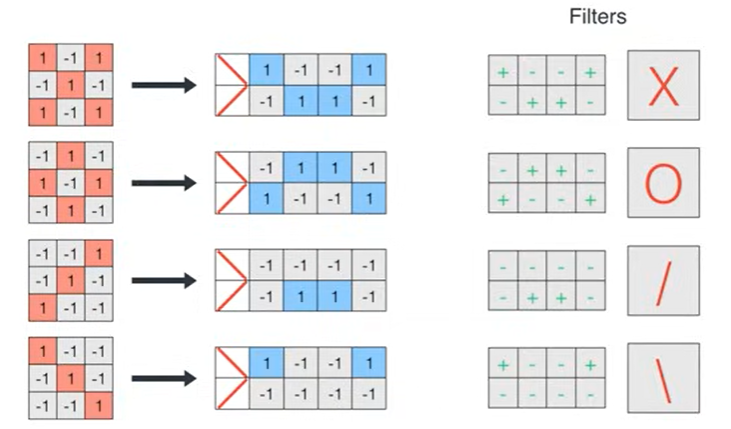 Filters
1 -1 1
-1 1 -1
1 -1 1
1 -1 -1 1
-1 1 1 -1
+ - - +
- + + -
X
-1 1 -1
1 -1 1
-1 1 -1
-1 1 1 -1
1 -1 -1 1
- + + -
+ - - +
O
-1 -1 1
-1 1 -1
1 -1 -1
-1 -1 -1 -1
-1 1 1 -1
- - - -
- + + -
/
1 -1 -1
-1 1 -1
-1 -1 1
1 -1 -1 1
-1 -1 -1 -1
+ - - +
- - - -
\